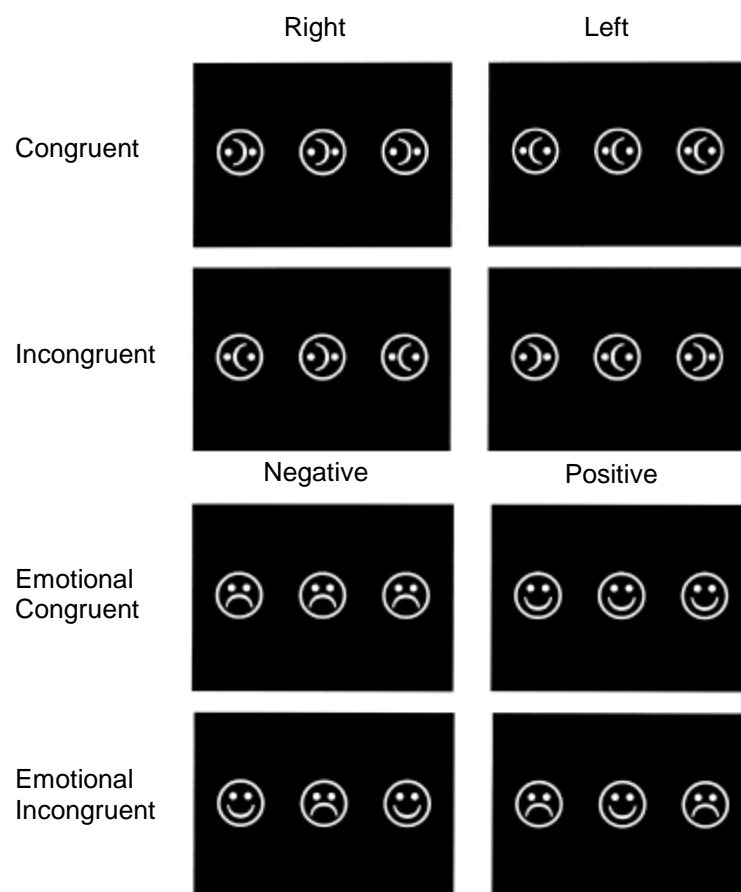 Right Left
Congruent
Incongruent
Negative Positive
Emotional
Congruent
Emotional
Incongruent